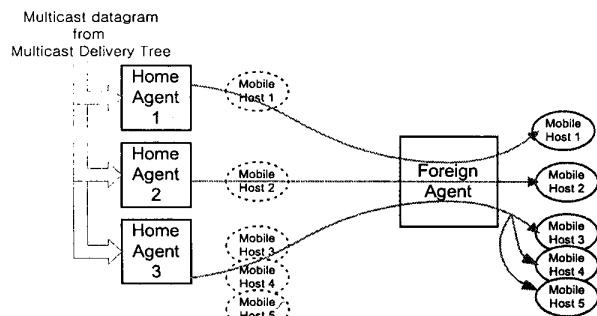 Multicast datagram
from
Multicast Delivery Tree
Home
Agent
1
Home
Agent
2
Home
Agent
3
Mobile
Host 1
Mobile
Host 2
Mobile
Host 3
Mobile
Host 4
Mobile
Host 5
Foreign
Agent
Mobile
Host 1
Mobile
Host 2
Mobile
Host 3
Mobile
Host 4
Mobile
Host 5